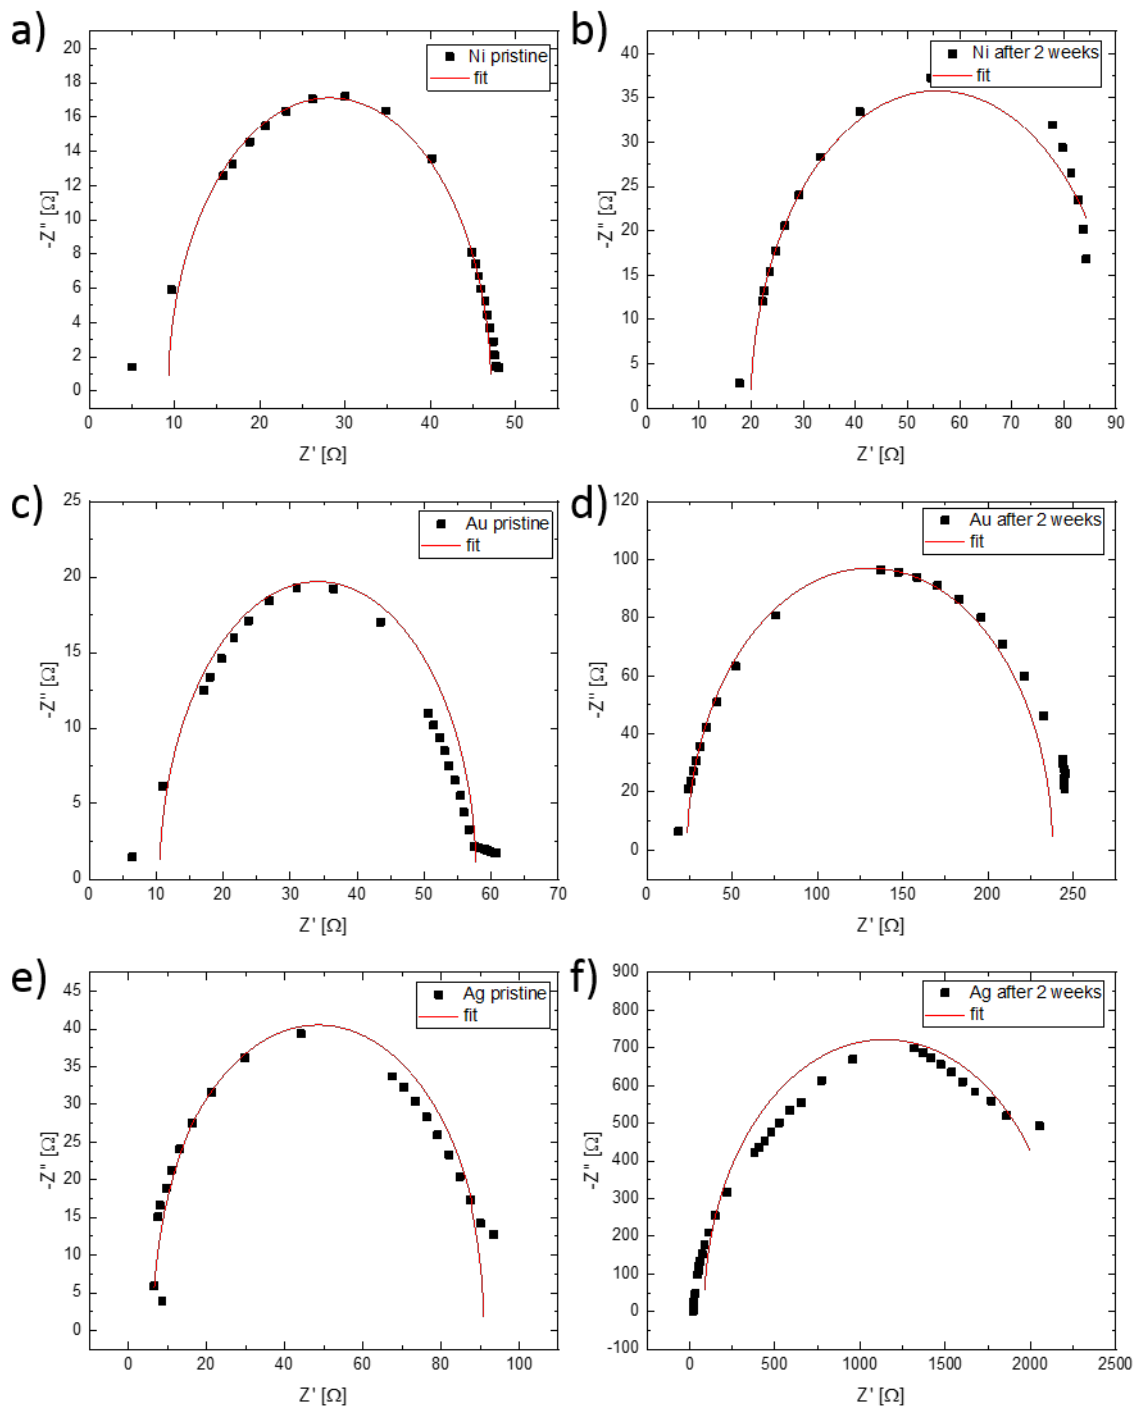 a)
Ni pristine
fit
20
18
16
14
12
10
8
6
4
2
0
-Z'' [Ω]
0 10 20 30 40 50
Z' [Ω]
b)
Ni after 2 weeks
fit
40
35
30
25
20
15
10
5
0
-Z'' [Ω]
0 10 20 30 40 50 60 70 80 90
Z' [Ω]
c)
Au pristine
fit
25
20
15
10
5
0
-Z'' [Ω]
0 10 20 30 40 50 60 70
Z' [Ω]
d)
Au after 2 weeks
fit
120
100
80
60
40
20
0
-Z'' [Ω]
0 50 100 150 200 250
Z' [Ω]
e)
Ag pristine
fit
45
40
35
30
25
20
15
10
5
0
-Z'' [Ω]
0 20 40 60 80 100
Z' [Ω]
f)
Ag after 2 weeks
fit
900
800
700
600
500
400
300
200
100
0
-100
-Z'' [Ω]
0 500 1000 1500 2000 2500
Z' [Ω]